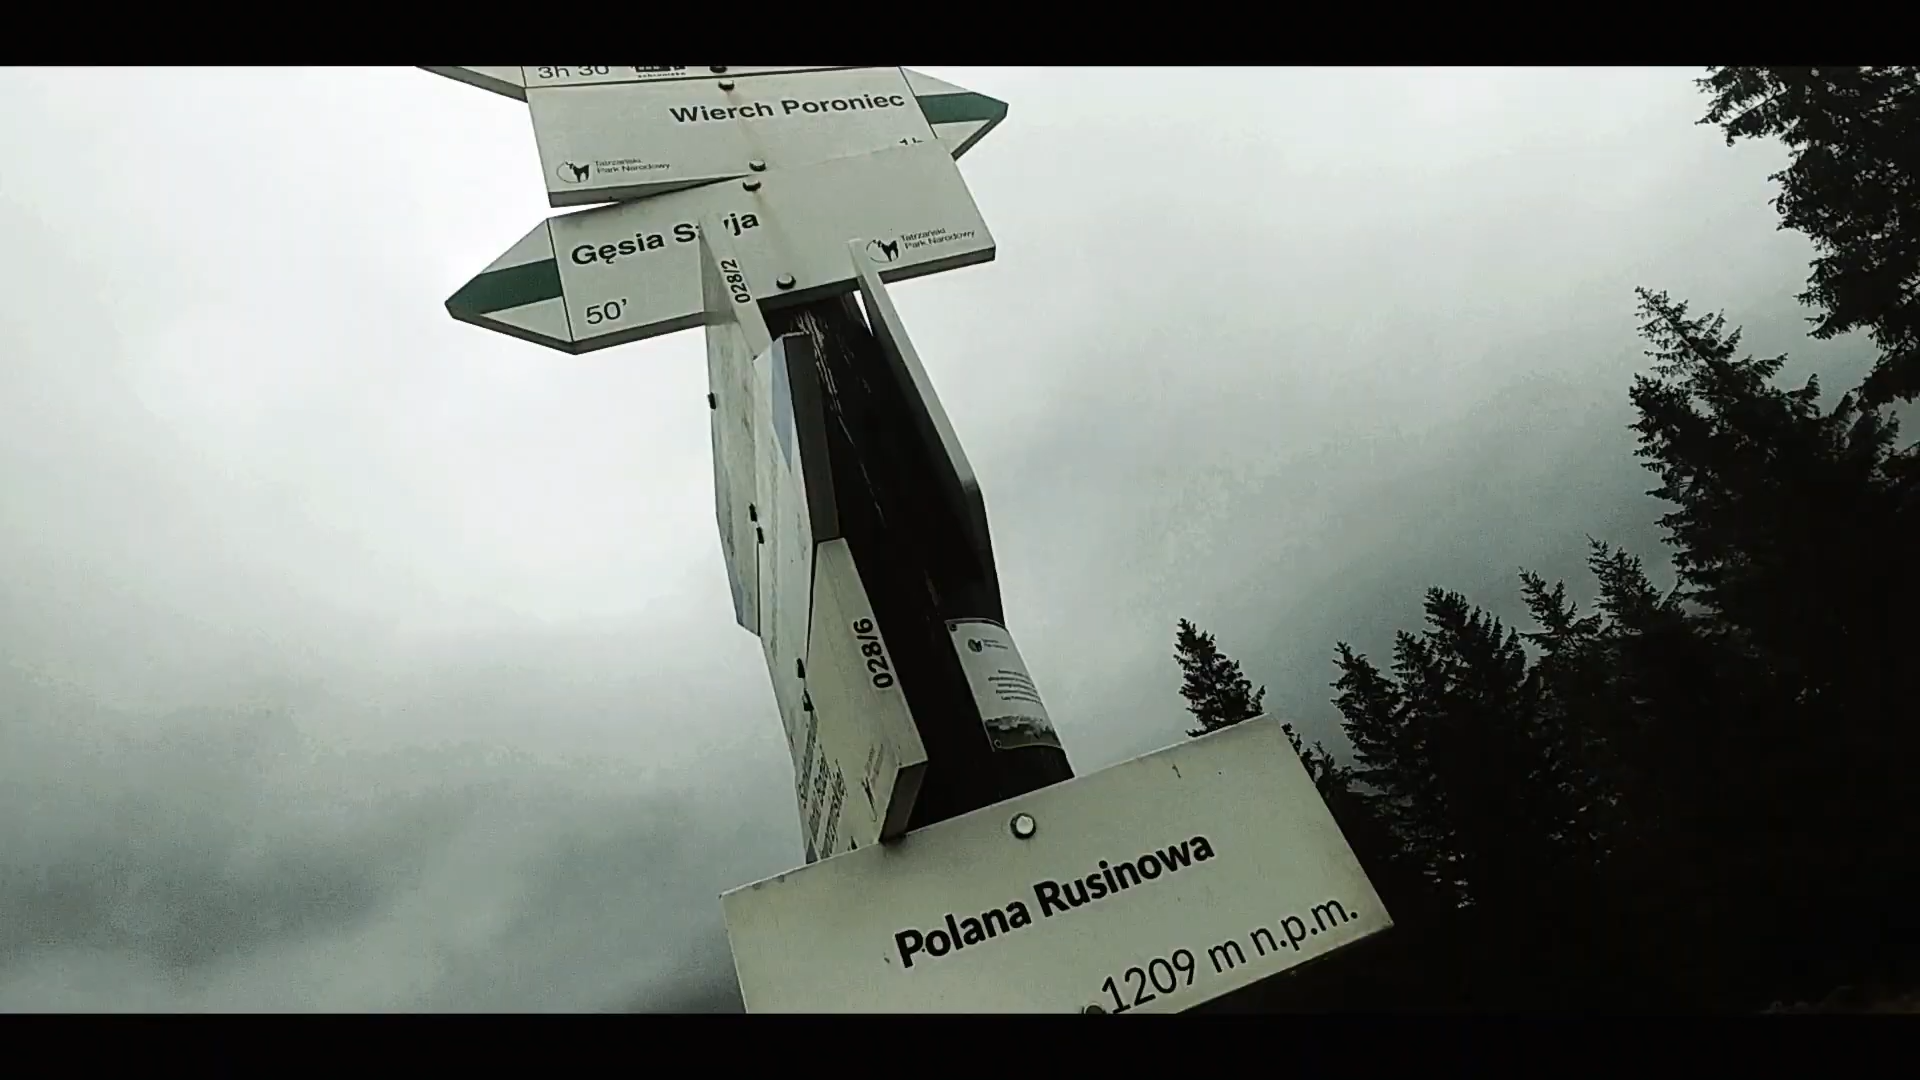 3h 30'
Wierch Poroniec
1h
Tatrzański
Park Narodowy
Gęsia
50'
Tatrzański
Park Narodowy
028/2
028/6
Polana Rusinowa
1209 m n.p.m.